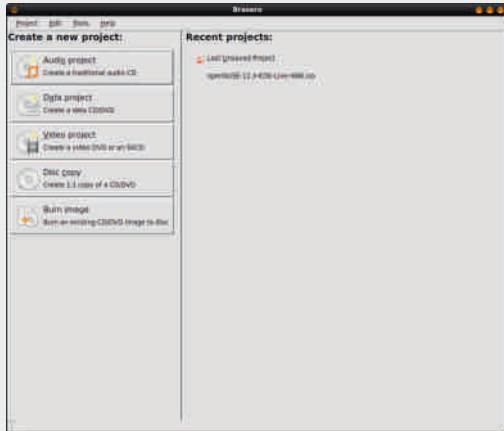 Brasero
Project Edit Tools Help
Create a new project:
Audio project
Create a traditional audio CD
Data project
Create a data CD/DVD
Video project
Create a video DVD or an SVCD
Disc copy
Create 1:1 copy of a CD/DVD
Burn image
Burn an existing CD/DVD image to disc
Recent projects:
Last Unsaved Project